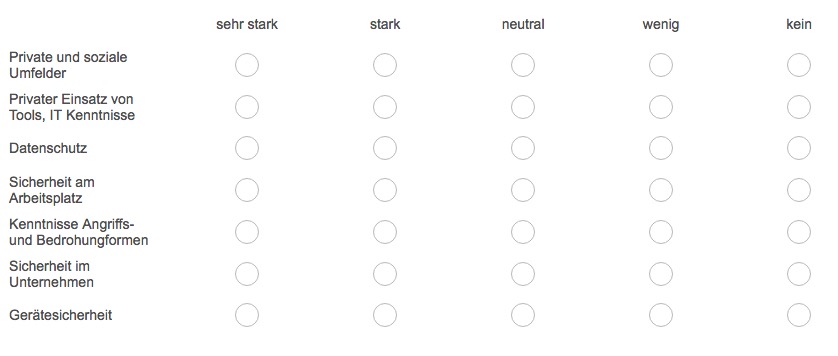 sehr stark stark neutral wenig kein
Private und soziale
Umfelder
Privater Einsatz von
Tools, IT Kenntnisse
Datenschutz
Sicherheit am
Arbeitsplatz
Kenntnisse Angriffs-
und Bedrohungformen
Sicherheit im
Unternehmen
Gerätesicherheit